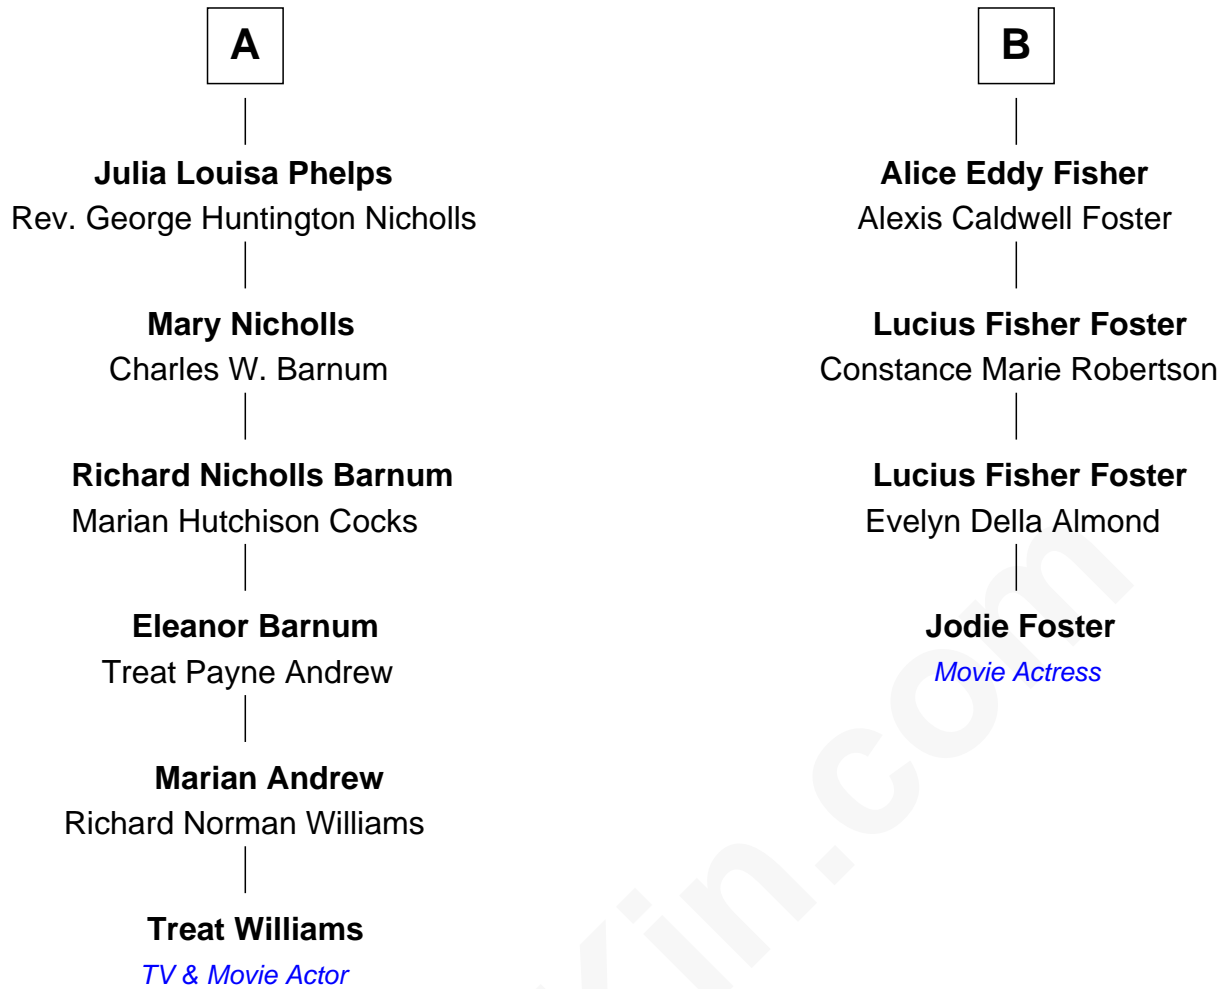 A
Julia Louisa Phelps
Rev. George Huntington Nicholls
Mary Nicholls
Charles W. Barnum
Richard Nicholls Barnum
Marian Hutchison Cocks
Eleanor Barnum
Treat Payne Andrew
Marian Andrew
Richard Norman Williams
Treat Williams
TV & Movie Actor
B
Alice Eddy Fisher
Alexis Caldwell Foster
Lucius Fisher Foster
Constance Marie Robertson
Lucius Fisher Foster
Evelyn Della Almond
Jodie Foster
Movie Actress
Kin.com